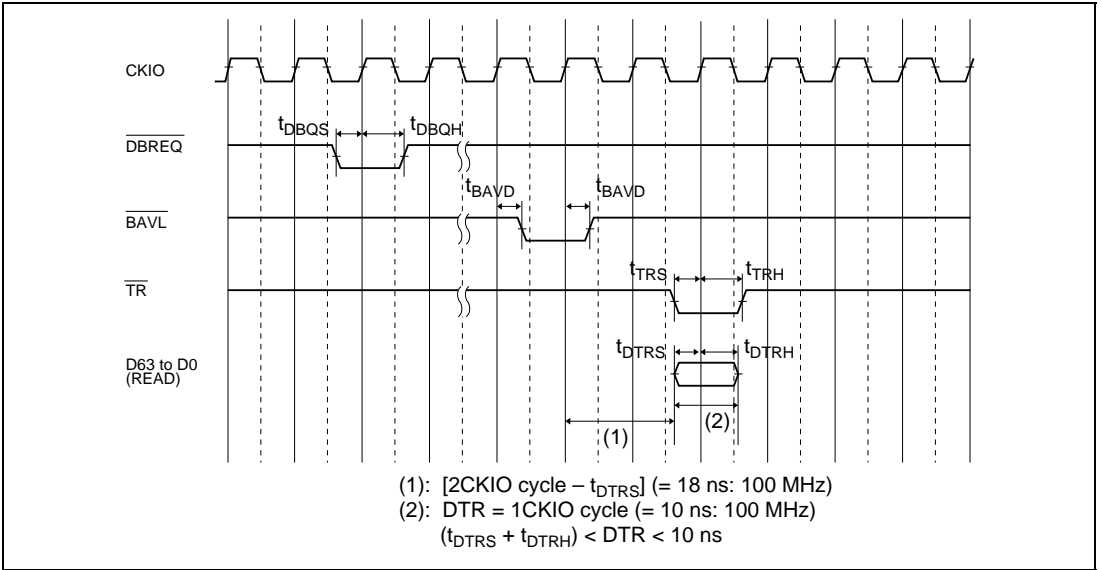 CKIO
tDBQS tDBQH
DBREQ
tBAVD tBAVD
BAVL
tTRS tTRH
TR
tDTRS tDTRH
D63 to D0
(READ)
(1) (2)
(1): [2CKIO cycle – tDTRS] (= 18 ns: 100 MHz)
(2): DTR = 1CKIO cycle (= 10 ns: 100 MHz)
(tDTRS + tDTRH) < DTR < 10 ns